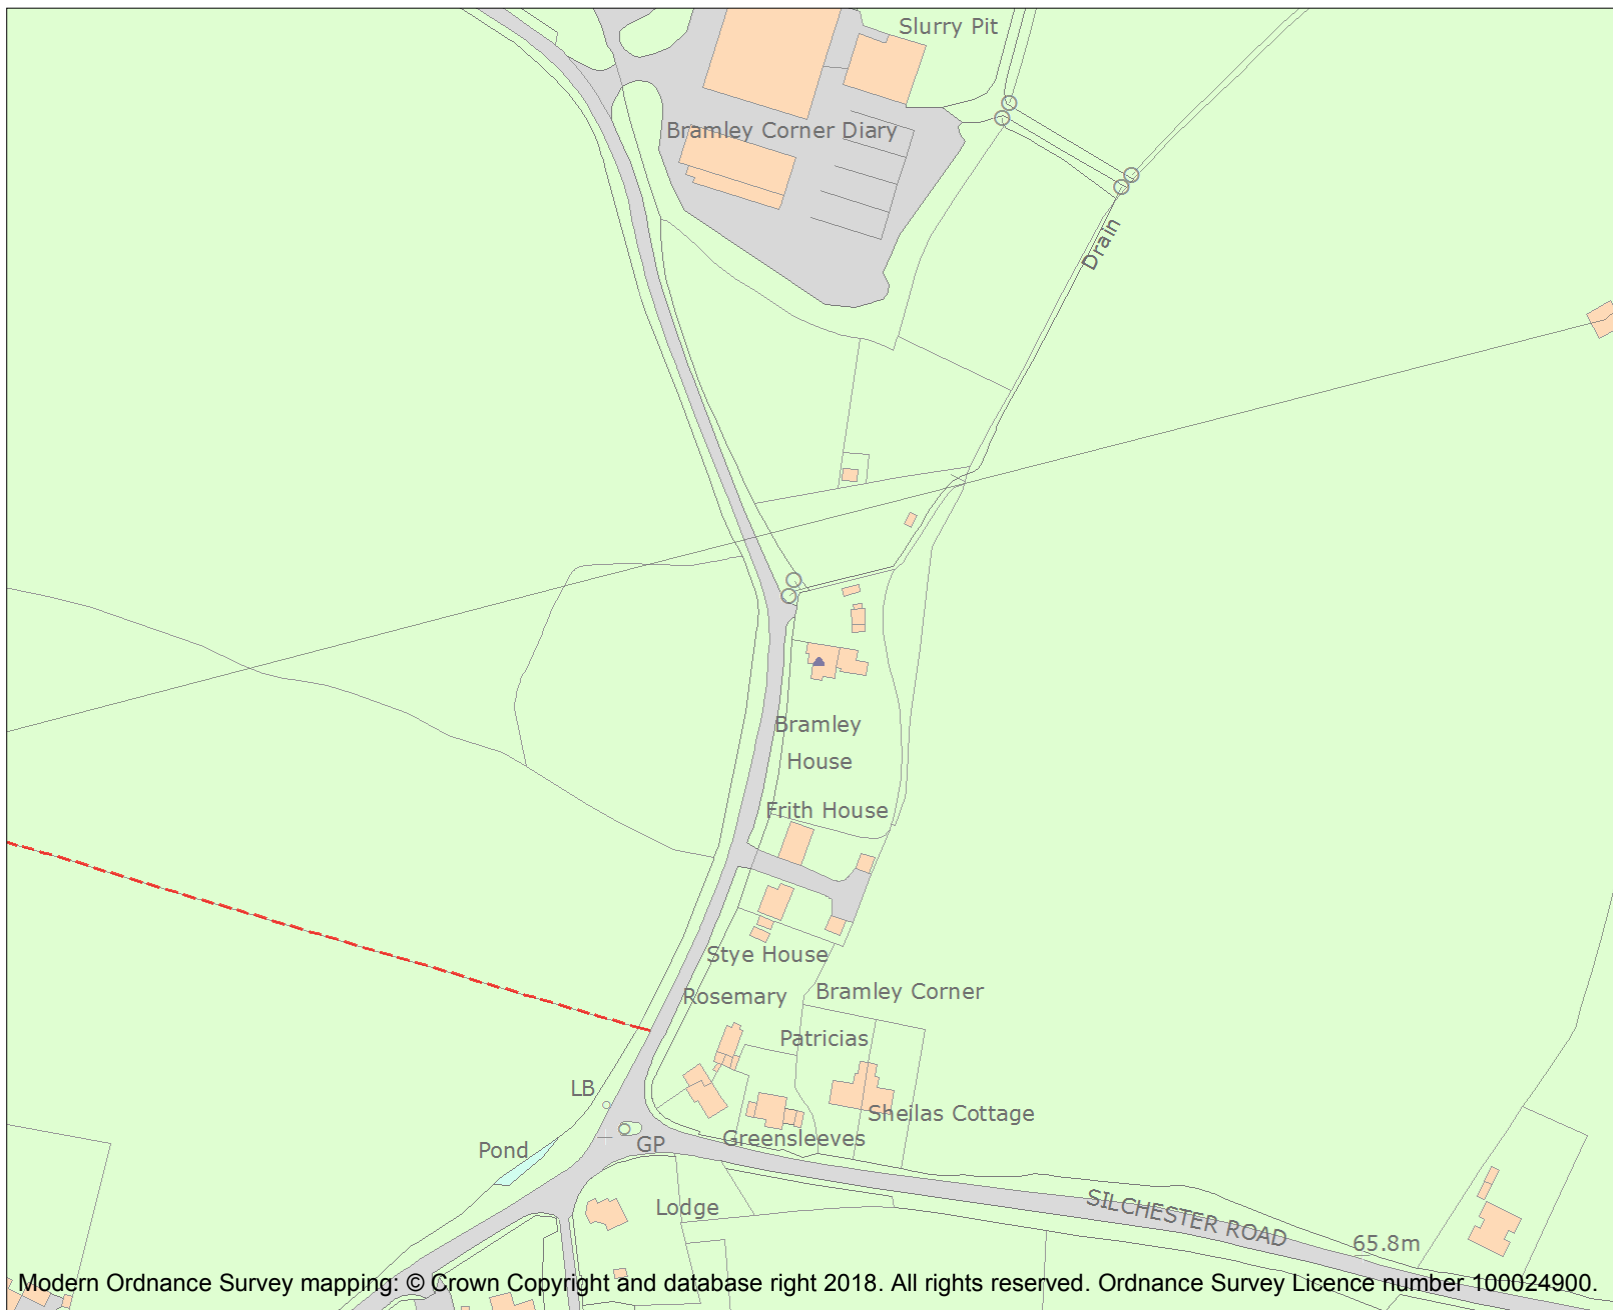 Slurry Pit
Bramley Corner Diary
Drain
Bramley
House
Frith House
Stye House
Rosemary
Bramley Corner
Patricias
LB
Sheilas Cottage
Pond
GP
Greensleeves
Lodge
SILCHESTER ROAD
65.8m
Modern Ordnance Survey mapping: © Crown Copyright and database right 2018. All rights reserved. Ordnance Survey Licence number 100024900.